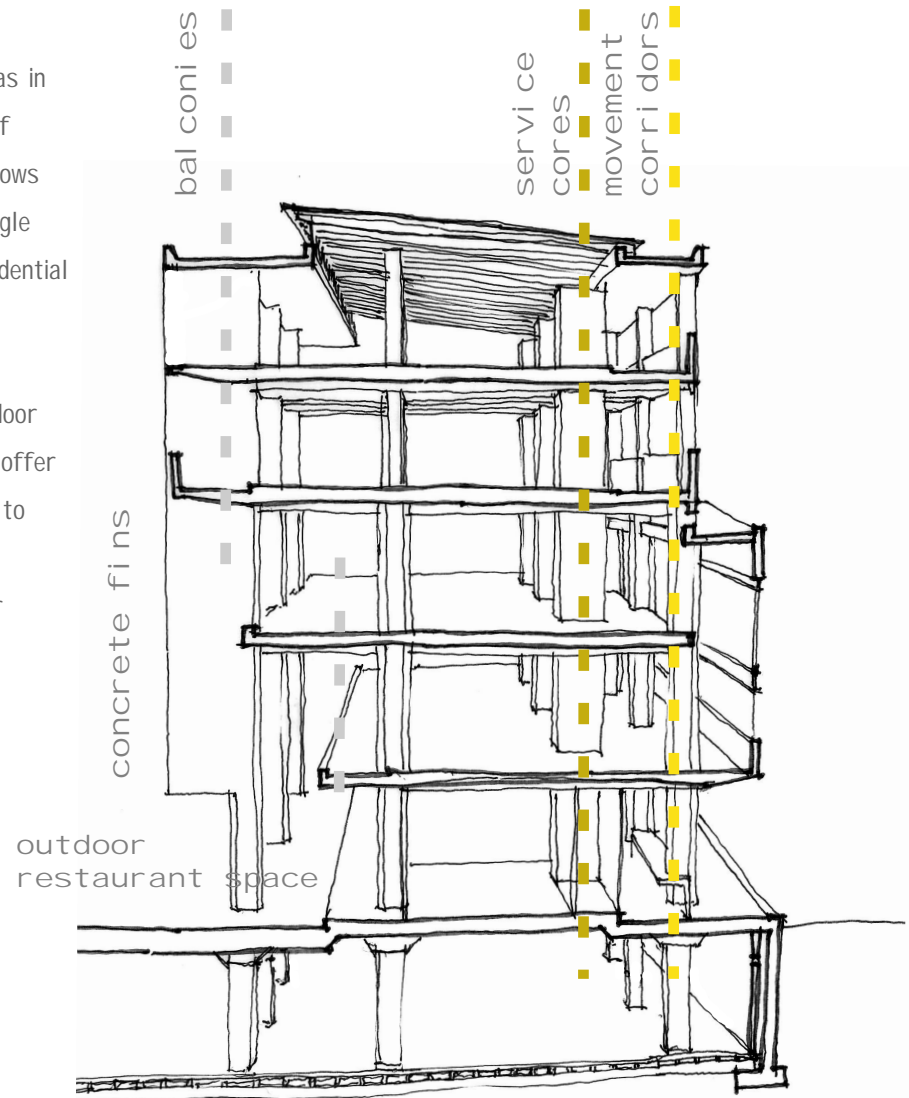 as in
f
ows
gle
dential
door
offer
to
balconies
service
cores
movement
corridors
concrete fins
outdoor
restaurant space